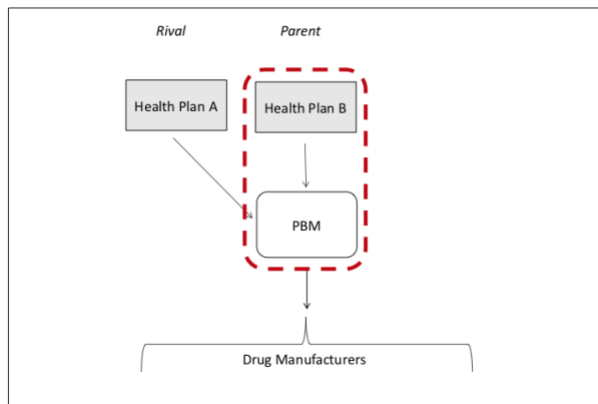 Rival Parent
Health Plan A Health Plan B
PBM
Drug Manufacturers